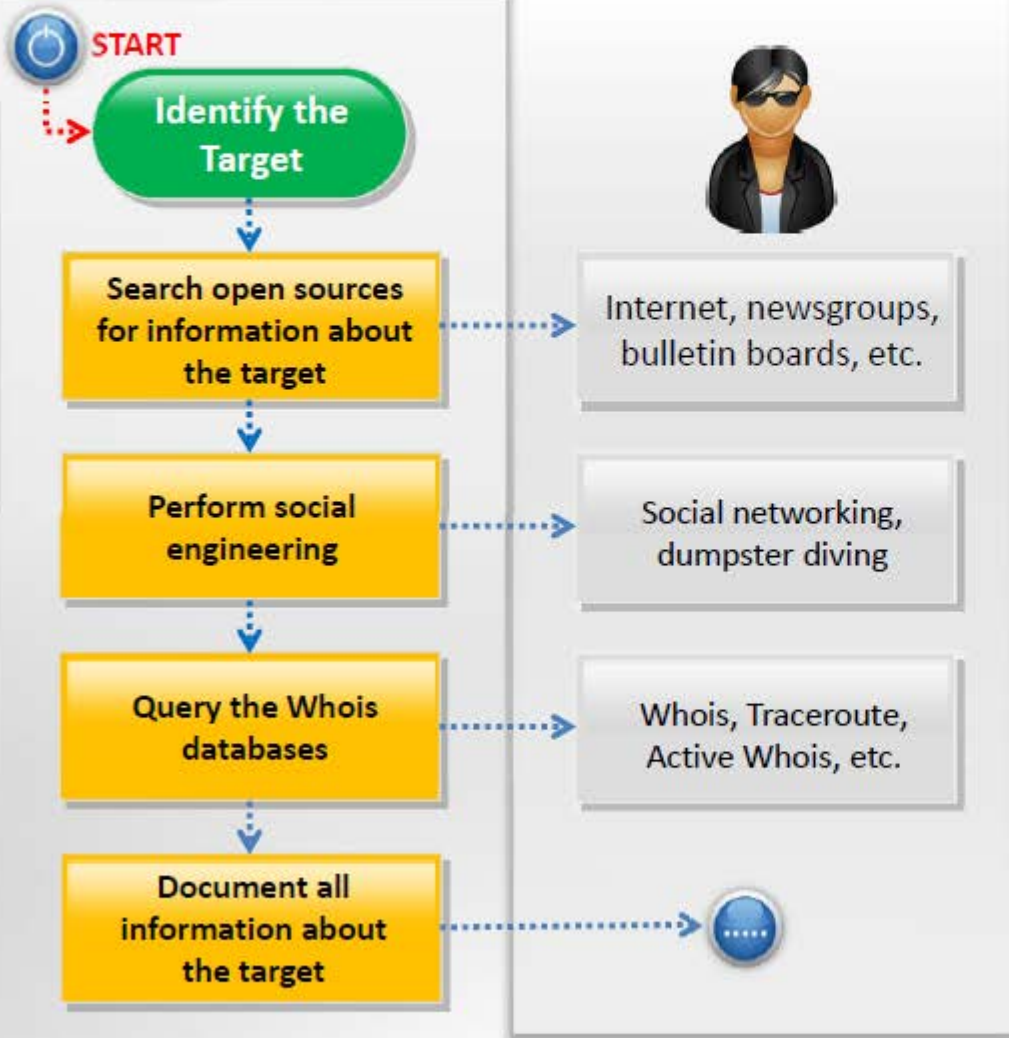 START
Identify the
Target
Search open sources
for information about
the target
Internet, newsgroups,
bulletin boards, etc.
Perform social
engineering
Social networking,
dumpster diving
Query the Whois
databases
Whois, Traceroute,
Active Whois, etc.
Document all
information about
the target
.....